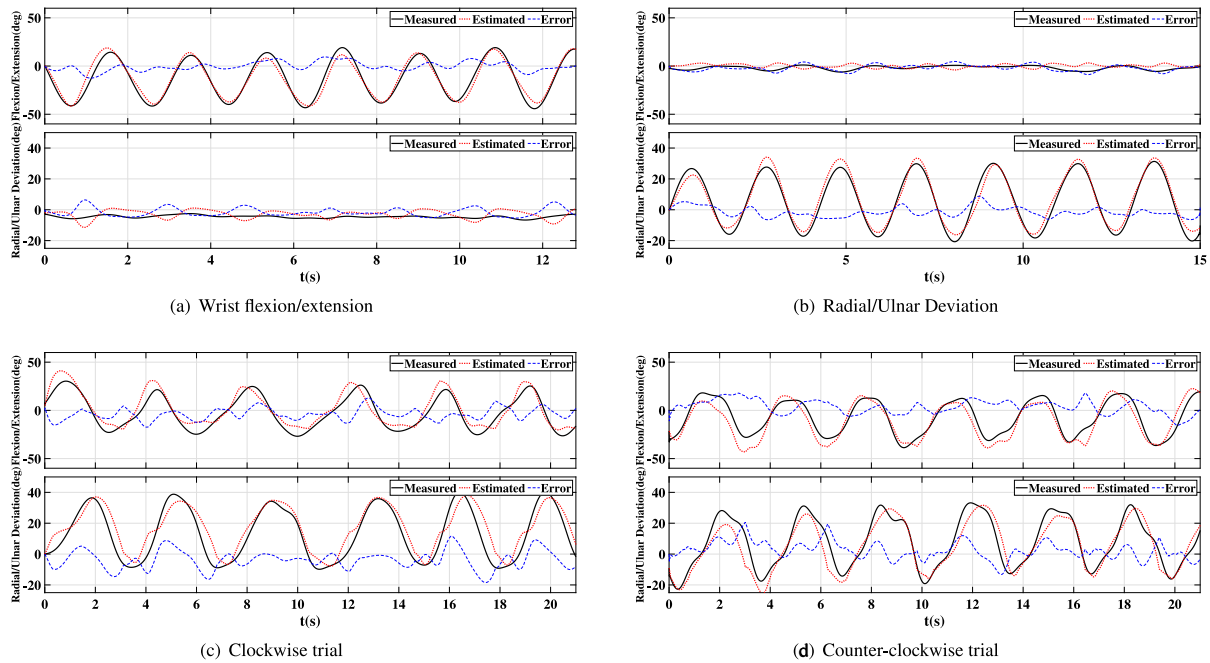 Measured Estimated Error
Flexion/Extension(deg)
50
0
-50
Measured Estimated Error
Radial/Ulnar Deviation(deg)
40
20
0
-20
0 2 4 6 8 10 12
t(s)
(a) Wrist flexion/extension
Measured Estimated Error
Flexion/Extension(deg)
50
0
-50
Measured Estimated Error
Radial/Ulnar Deviation(deg)
40
20
0
-20
0 5 10 15
t(s)
(b) Radial/Ulnar Deviation
Measured Estimated Error
Flexion/Extension(deg)
50
0
-50
Measured Estimated Error
Radial/Ulnar Deviation(deg)
40
20
0
-20
0 2 4 6 8 10 12 14 16 18 20
t(s)
(c) Clockwise trial
Measured Estimated Error
Flexion/Extension(deg)
50
0
-50
Measured Estimated Error
Radial/Ulnar Deviation(deg)
40
20
0
-20
0 2 4 6 8 10 12 14 16 18 20
t(s)
(d) Counter-clockwise trial